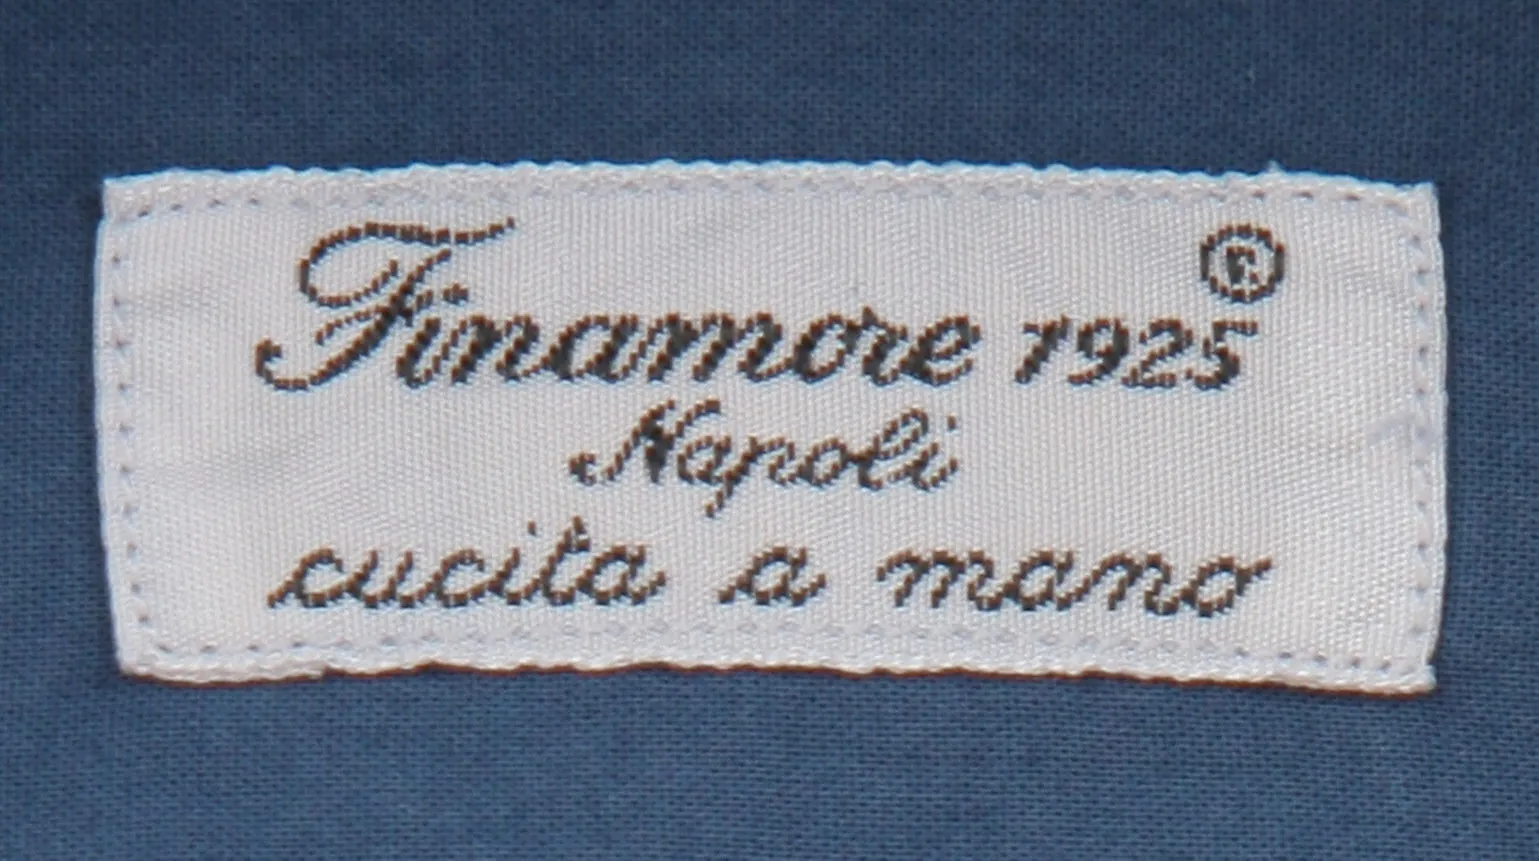 Finamore 1925®
Napoli
cucita a mano